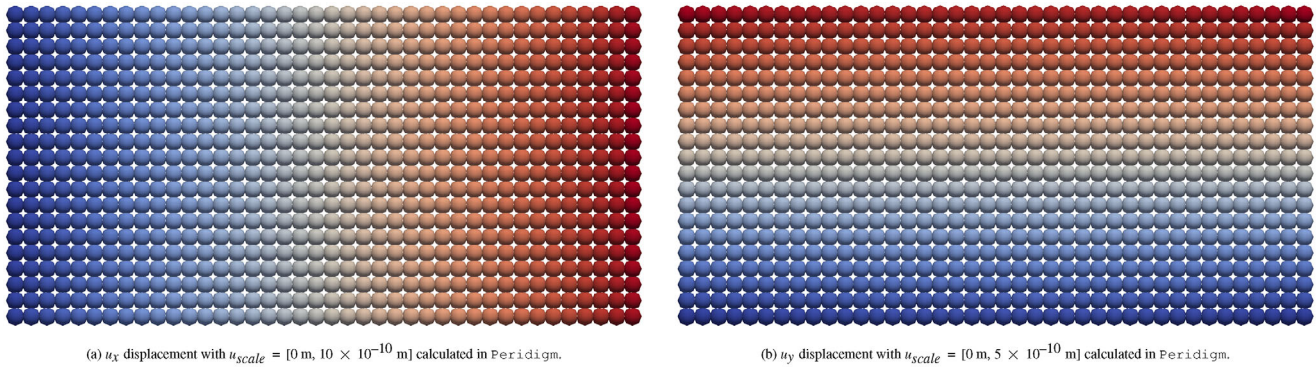 (a) u_x displacement with u_scale = [0 m, 10 × 10⁻¹⁰ m] calculated in Peridigm.
(b) u_y displacement with u_scale = [0 m, 5 × 10⁻¹⁰ m] calculated in Peridigm.